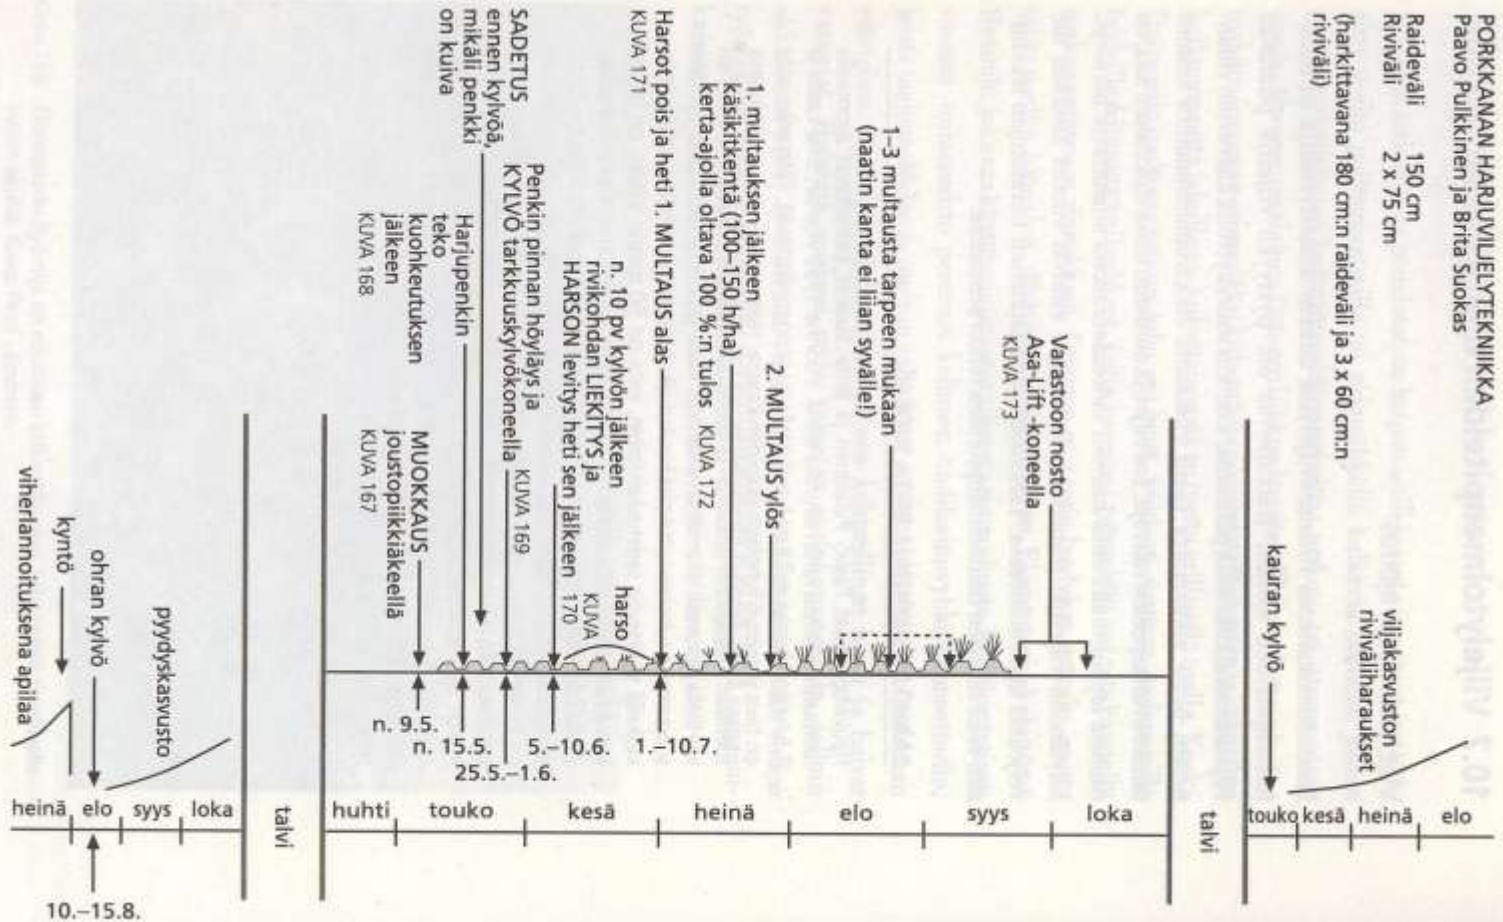 PORKKANAN HARJUVILJELYTEKNIIKKA
Paavo Pulkkinen ja Brita Suokas
Raideväli 150 cm
Riviväli 2 x 75 cm
(harkittavana 180 cm:n raideväli ja 3 x 60 cm:n
riviväli)
viherlannoituksena apilaa
kyntö
ohran kylvö
pyydyskasvusto
SADETUS
ennen kylvöä,
mikäli penkki
on kuiva
MUOKKAUS
joustopiikkiäkeellä
KUVA 167
Harjupenkin
teko
kuohkeutuksen
jälkeen
KUVA 168
Penkin pinnan höyläys ja
KYLVÖ tarkkuuskylvökoneella
KUVA 169
n. 10 pv kylvön jälkeen
rivikohdan LIEKITYS ja
HARSON levitys heti sen jälkeen
KUVA
170
harso
Harsot pois ja heti 1. MULTAUS alas
KUVA 171
1. multauksen jälkeen
käsikitkentä (100–150 h/ha)
kerta-ajolla oltava 100 %:n tulos KUVA 172
2. MULTAUS ylös
1–3 multausta tarpeen mukaan
(naatin kanta ei liian syvälle!)
Varastoon nosto
Asa-Lift -koneella
KUVA 173
kauran kylvö
viljakasvuston
riviväliharaukset
n. 9.5.
n. 15.5.
25.5.–1.6.
5.–10.6.
1.–10.7.
heinä
elo
syys
loka
talvi
huhti
touko
kesä
heinä
elo
syys
loka
talvi
touko
kesä
heinä
elo
10.–15.8.